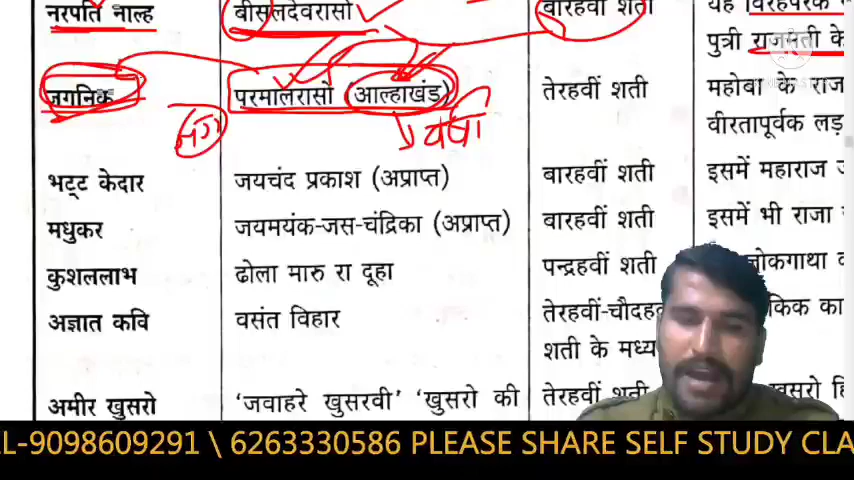 नरपति नाल्ह बीसलदेवरासो बारहवीं शती यह विरहपरक
पुत्री राजमती के
जगनिक परमालरासो (आल्हाखंड) तेरहवीं शती महोबा के राज
वर्षा
वीरतापूर्वक लड़
भट्ट केदार जयचंद प्रकाश (अप्राप्त) बारहवीं शती इसमें महाराज ज
मधुकर जयमयंक-जस-चंद्रिका (अप्राप्त) बारहवीं शती इसमें भी राजा
कुशललाभ ढोला मारु रा दूहा पन्द्रहवीं शती लोकगाथा
अज्ञात कवि वसंत विहार तेरहवीं-चौदहव किक का
शती के मध्य
अमीर खुसरो 'जवाहरे खुसरवी' 'खुसरो की तेरहवीं शती खुसरो हि
LL-9098609291 \ 6263330586 PLEASE SHARE SELF STUDY CLA